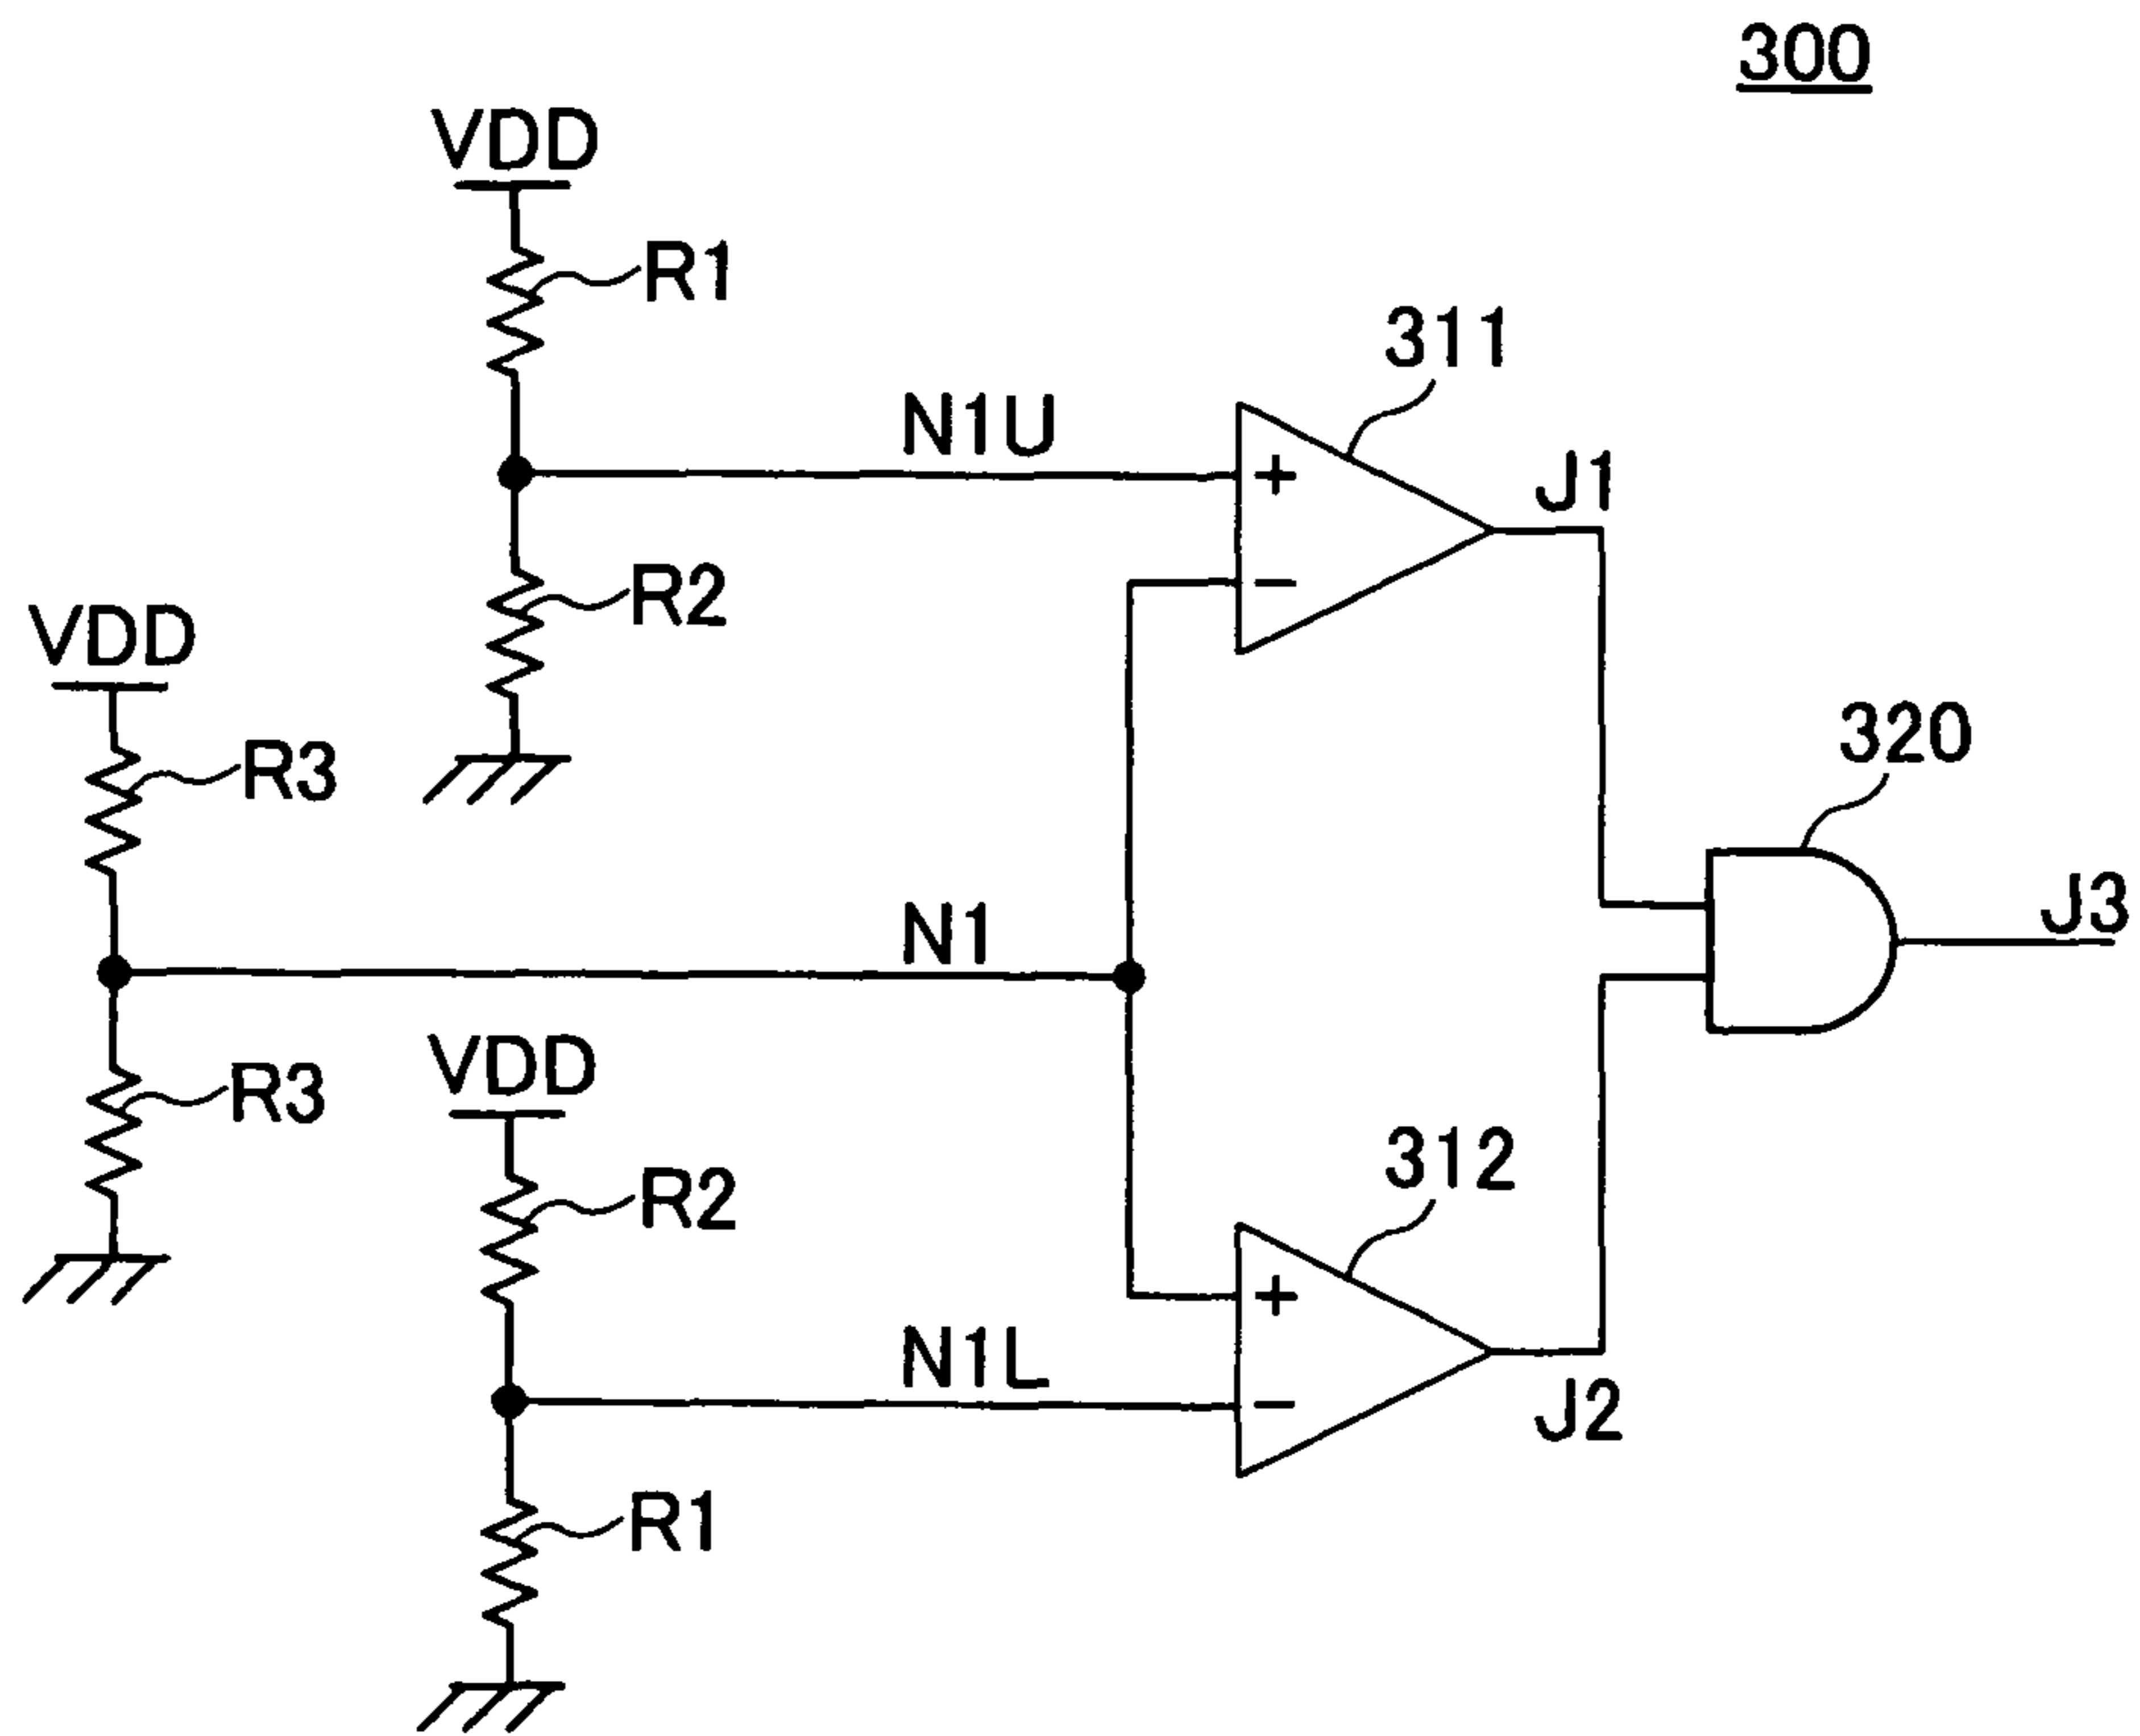 300
VDD
R1
311
N1U
+
J1
−
R2
VDD
320
R3
J3
N1
VDD
R3
312
R2
+
N1L
−
J2
R1